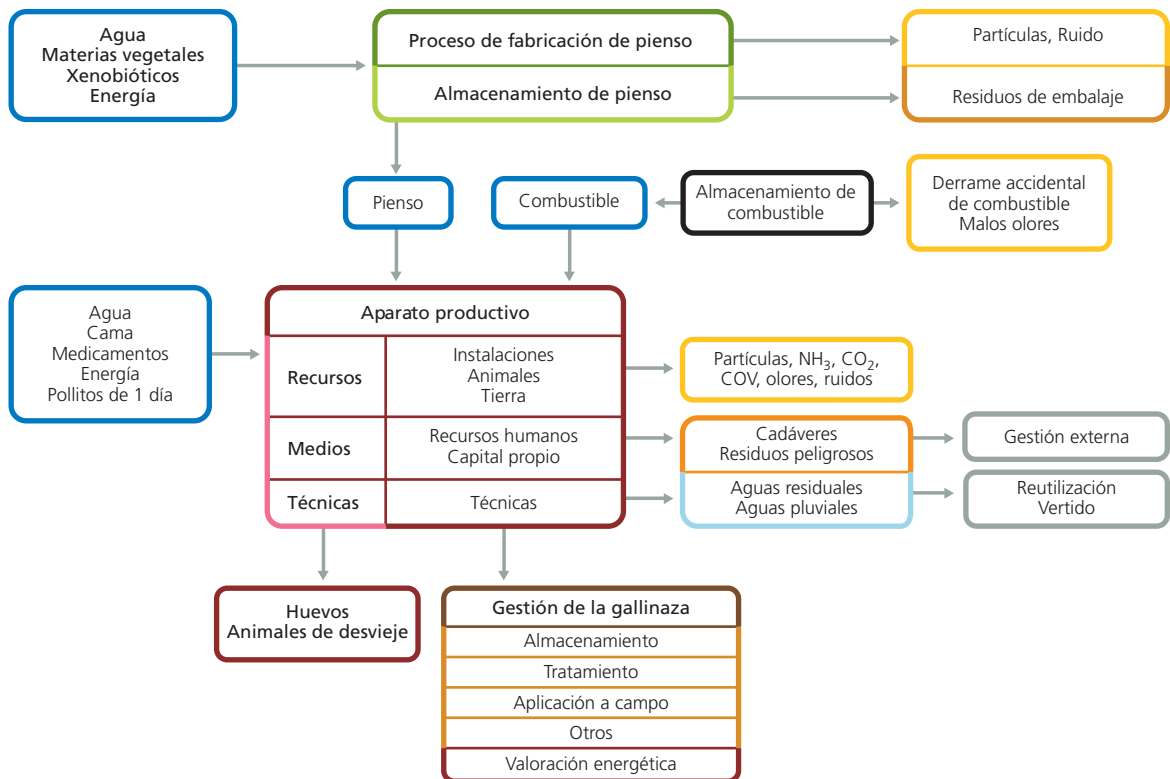 Agua
Materias vegetales
Xenobióticos
Energía
Proceso de fabricación de pienso
Almacenamiento de pienso
Partículas, Ruido
Residuos de embalaje
Pienso
Combustible
Almacenamiento de
combustible
Derrame accidental
de combustible
Malos olores
Agua
Cama
Medicamentos
Energía
Pollitos de 1 día
Aparato productivo
Recursos
Instalaciones
Animales
Tierra
Medios
Recursos humanos
Capital propio
Técnicas
Técnicas
Partículas, NH₃, CO₂,
COV, olores, ruidos
Cadáveres
Residuos peligrosos
Gestión externa
Aguas residuales
Aguas pluviales
Reutilización
Vertido
Huevos
Animales de desvieje
Gestión de la gallinaza
Almacenamiento
Tratamiento
Aplicación a campo
Otros
Valoración energética